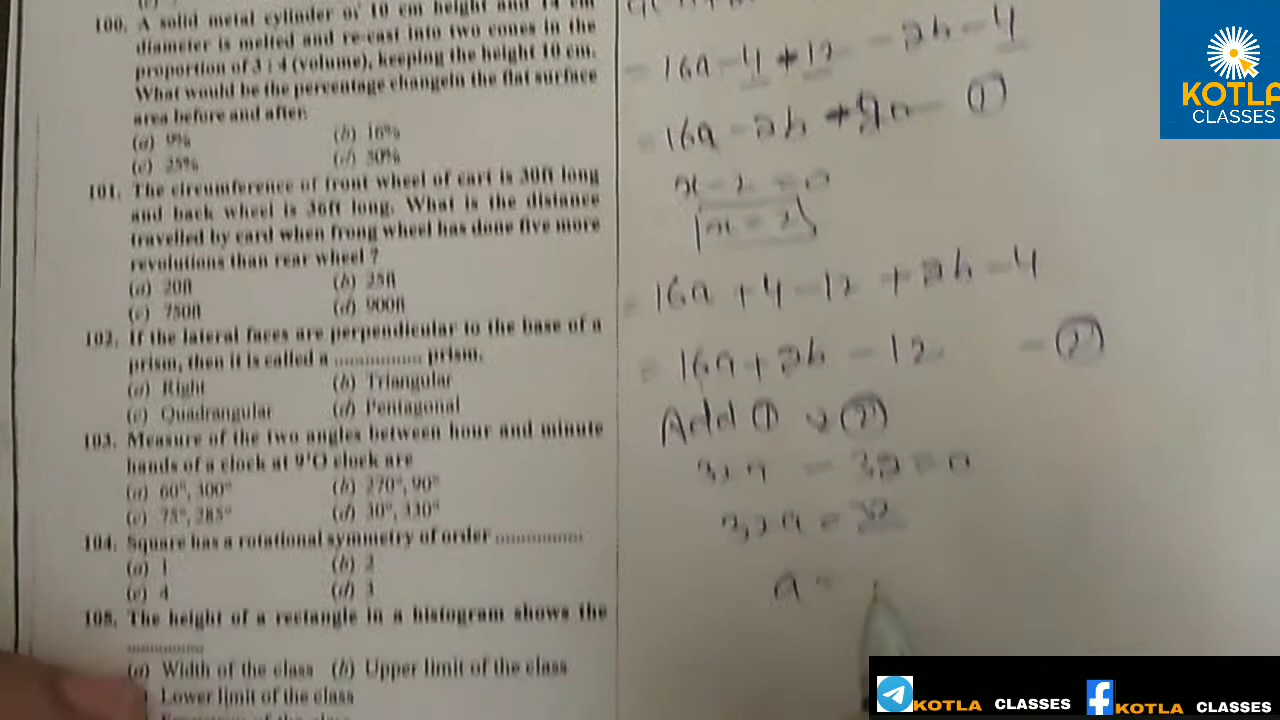 100. A solid metal cylinder of 10 cm height and 14 cm
diameter is melted and re-cast into two cones in the
proportion of 3 : 4 (volume), keeping the height 10 cm.
What would be the percentage changein the flat surface
area before and after.
(a) 9% (b) 16%
(c) 25% (d) 50%
101. The circumference of front wheel of cart is 30ft long
and back wheel is 36ft long. What is the distance
travelled by card when frong wheel has done five more
revolutions than rear wheel ?
(a) 20ft (b) 25ft
(c) 750ft (d) 900ft
102. If the lateral faces are perpendicular to the base of a
prism, then it is called a ................ prism.
(a) Right (b) Triangular
(c) Quadrangular (d) Pentagonal
103. Measure of the two angles between hour and minute
hands of a clock at 9'O clock are
(a) 60°, 300° (b) 270°, 90°
(c) 75°, 285° (d) 30°, 330°
104. Square has a rotational symmetry of order ................
(a) 1 (b) 2
(c) 4 (d) 3
105. The height of a rectangle in a histogram shows the
..............
(a) Width of the class (b) Upper limit of the class
Lower limit of the class
= 16a - 4 + 12 - 2b - 4
= 16a - 2b + ①
x - 2 = 0
x = 2
= 16a + 4 - 12 + 2b - 4
= 16a + 2b - 12 - ②
Add ① ②
32a - 32 = 0
32a = 32
a =
KOTLA
CLASSES
KOTLA CLASSES KOTLA CLASSES